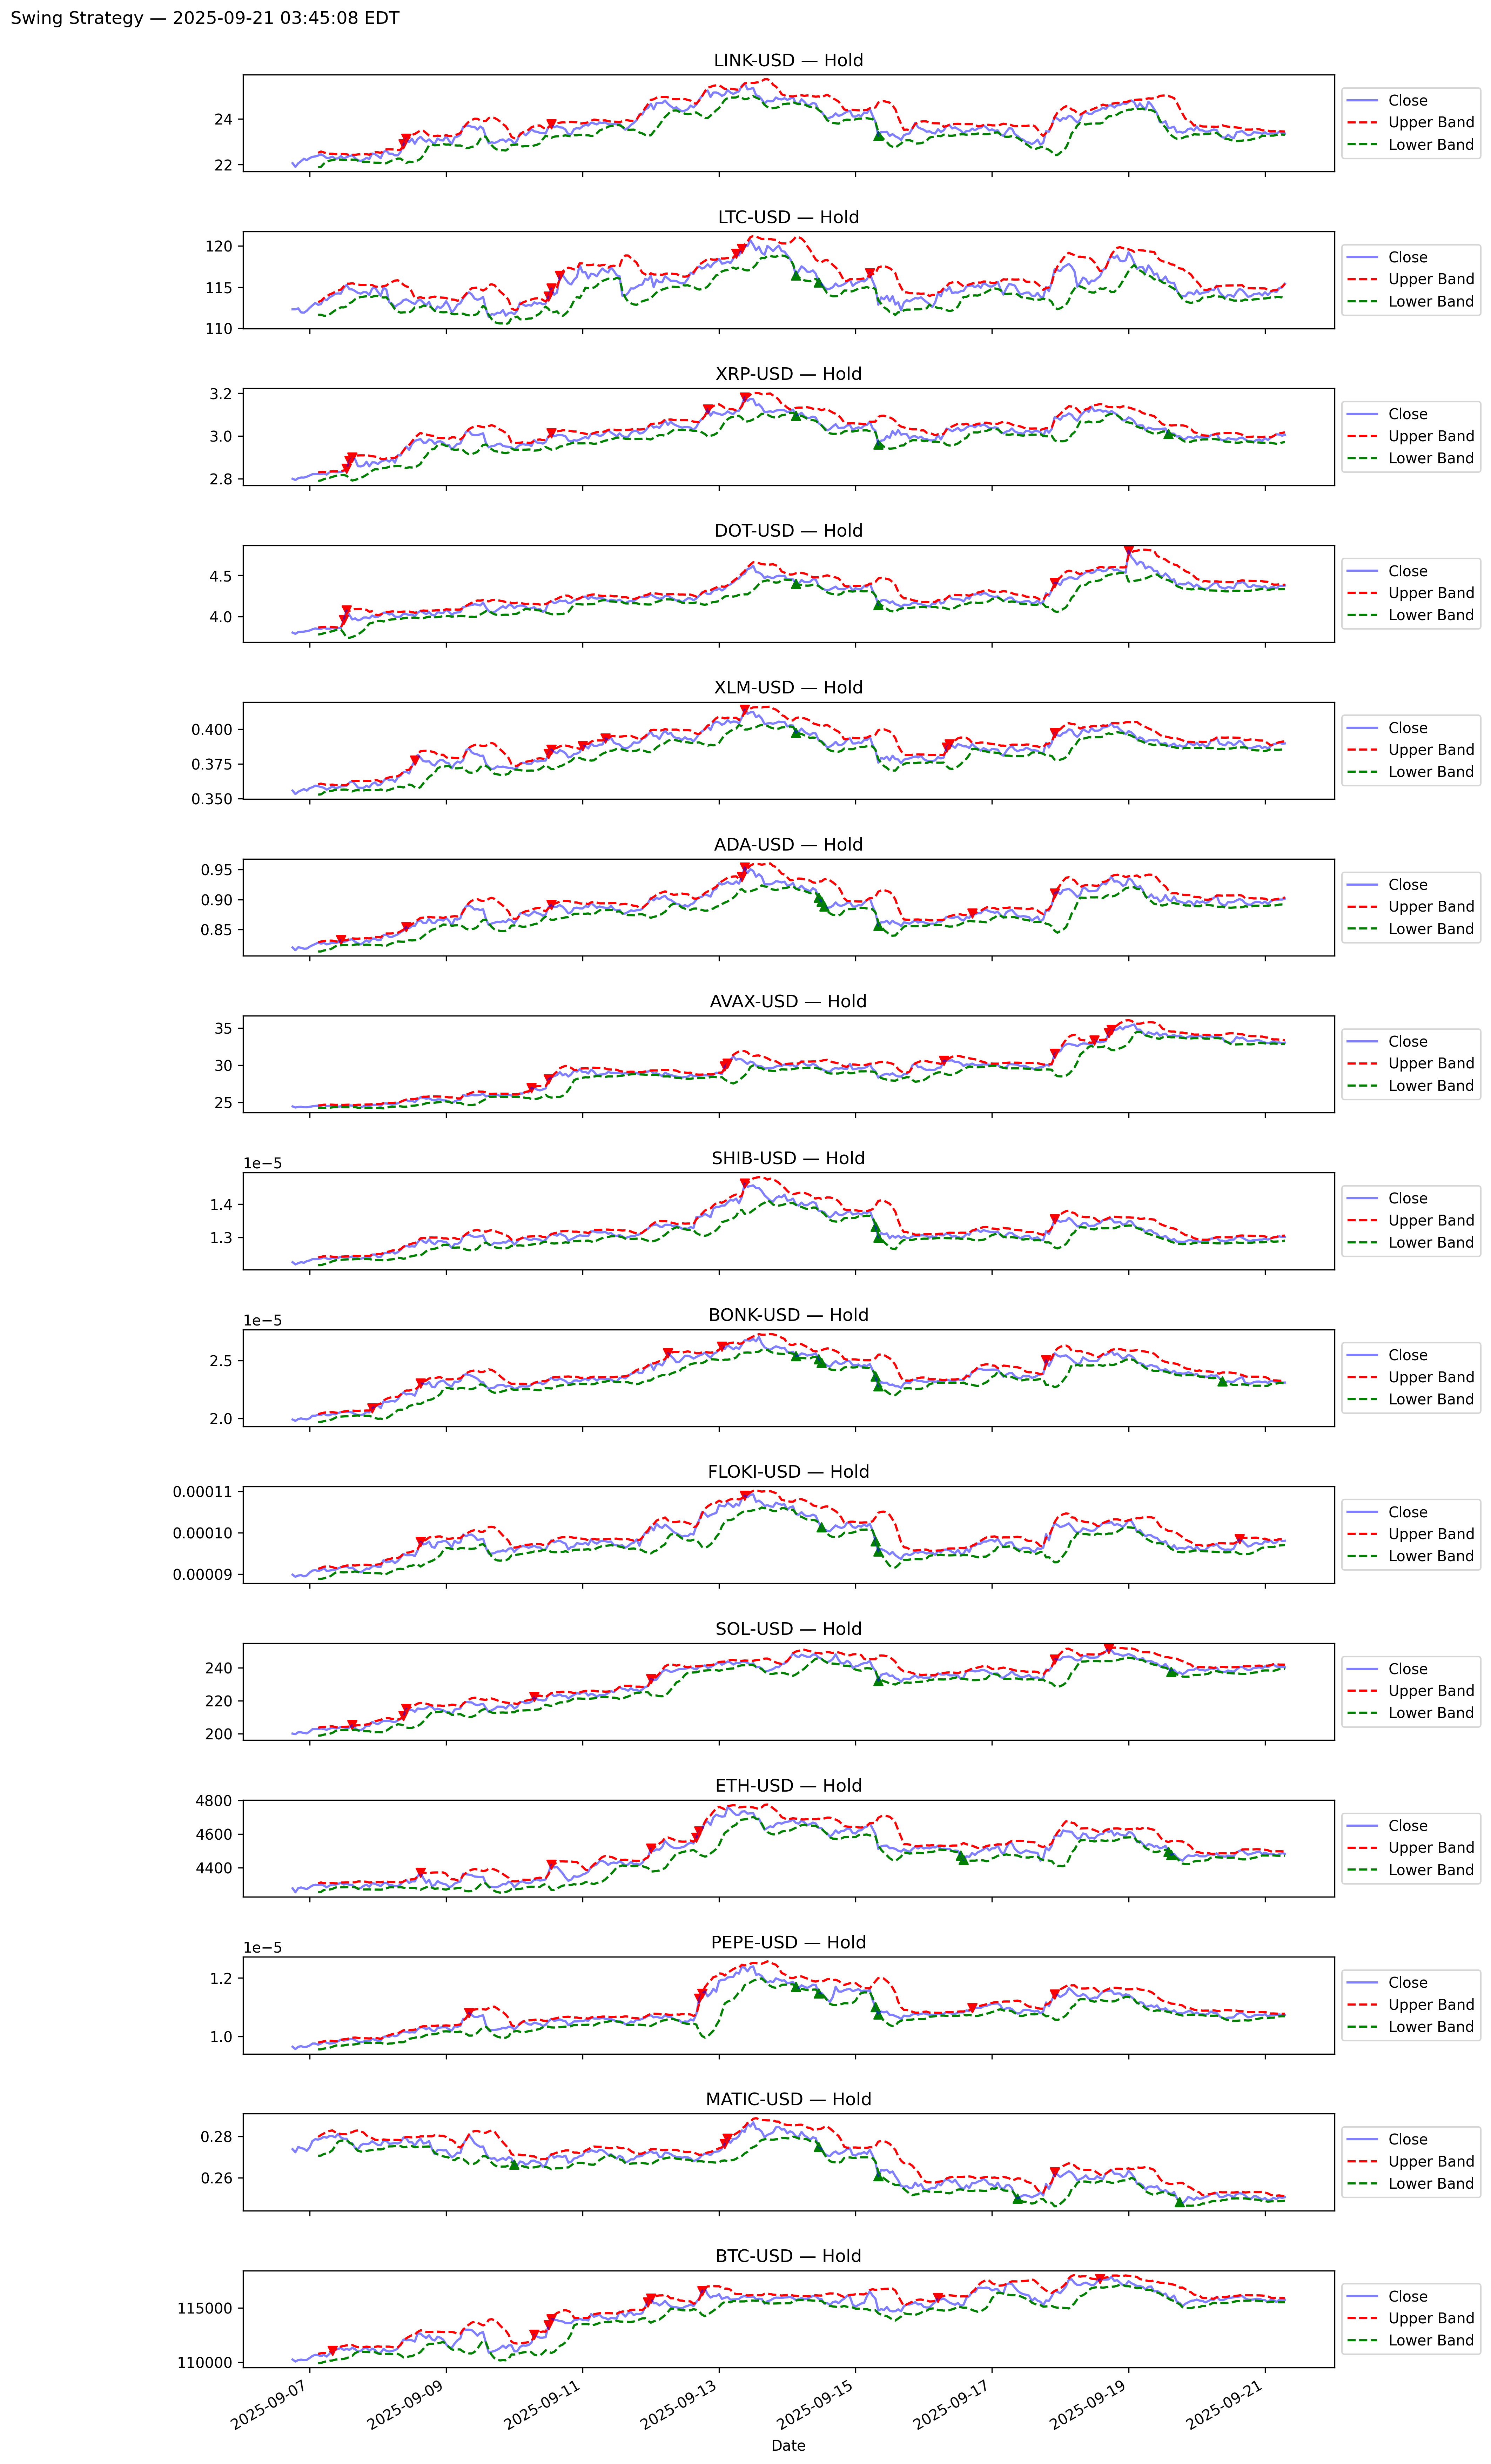 Swing Strategy — 2025-09-21 03:45:08 EDT
LINK-USD — Hold
24
22
Close
Upper Band
Lower Band
LTC-USD — Hold
120
115
110
Close
Upper Band
Lower Band
XRP-USD — Hold
3.2
3.0
2.8
Close
Upper Band
Lower Band
DOT-USD — Hold
4.5
4.0
Close
Upper Band
Lower Band
XLM-USD — Hold
0.400
0.375
0.350
Close
Upper Band
Lower Band
ADA-USD — Hold
0.95
0.90
0.85
Close
Upper Band
Lower Band
AVAX-USD — Hold
35
30
25
Close
Upper Band
Lower Band
SHIB-USD — Hold
1e−5
1.4
1.3
Close
Upper Band
Lower Band
BONK-USD — Hold
1e−5
2.5
2.0
Close
Upper Band
Lower Band
FLOKI-USD — Hold
0.00011
0.00010
0.00009
Close
Upper Band
Lower Band
SOL-USD — Hold
240
220
200
Close
Upper Band
Lower Band
ETH-USD — Hold
4800
4600
4400
Close
Upper Band
Lower Band
PEPE-USD — Hold
1e−5
1.2
1.0
Close
Upper Band
Lower Band
MATIC-USD — Hold
0.28
0.26
Close
Upper Band
Lower Band
BTC-USD — Hold
115000
110000
Close
Upper Band
Lower Band
2025-09-07
2025-09-09
2025-09-11
2025-09-13
2025-09-15
2025-09-17
2025-09-19
2025-09-21
Date